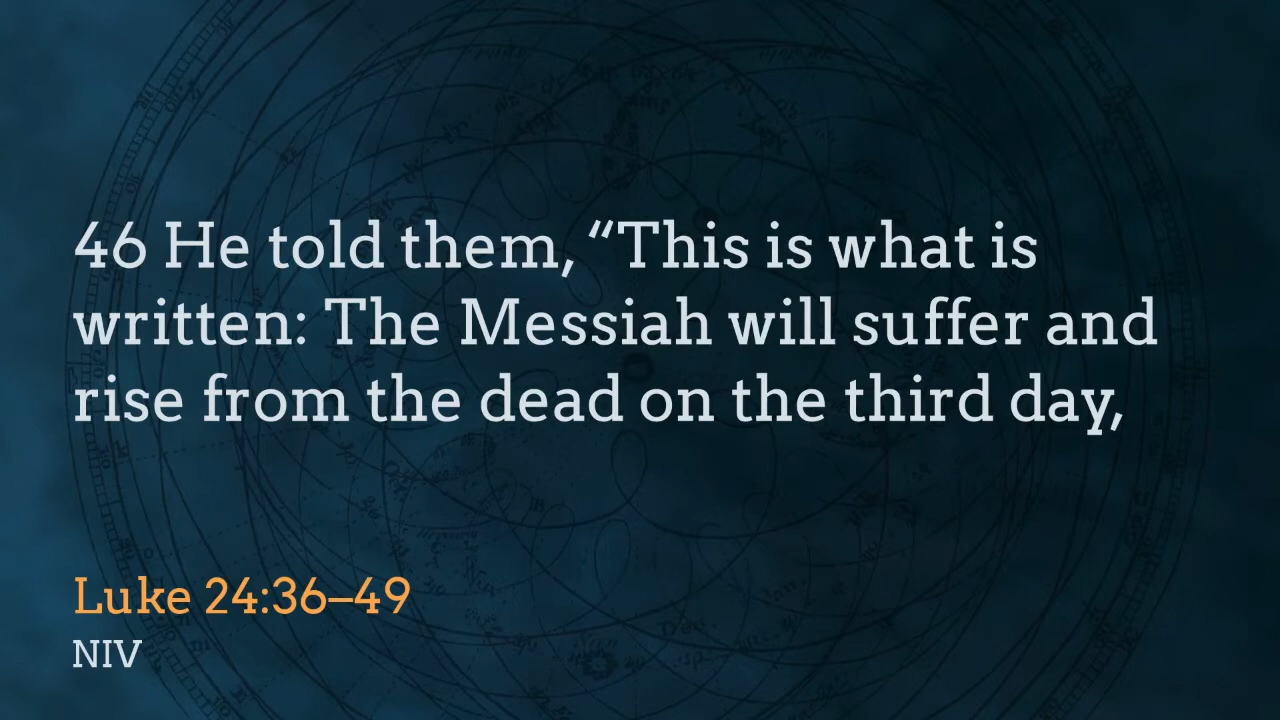 46 He told them, “This is what is
written: The Messiah will suffer and
rise from the dead on the third day,
Luke 24:36–49
NIV